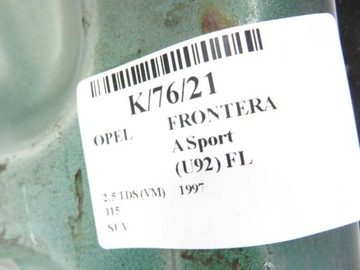 K/76/21
OPEL FRONTERA
A Sport
(U92) FL
2.5 TDS (VM) 1997
115
SUV